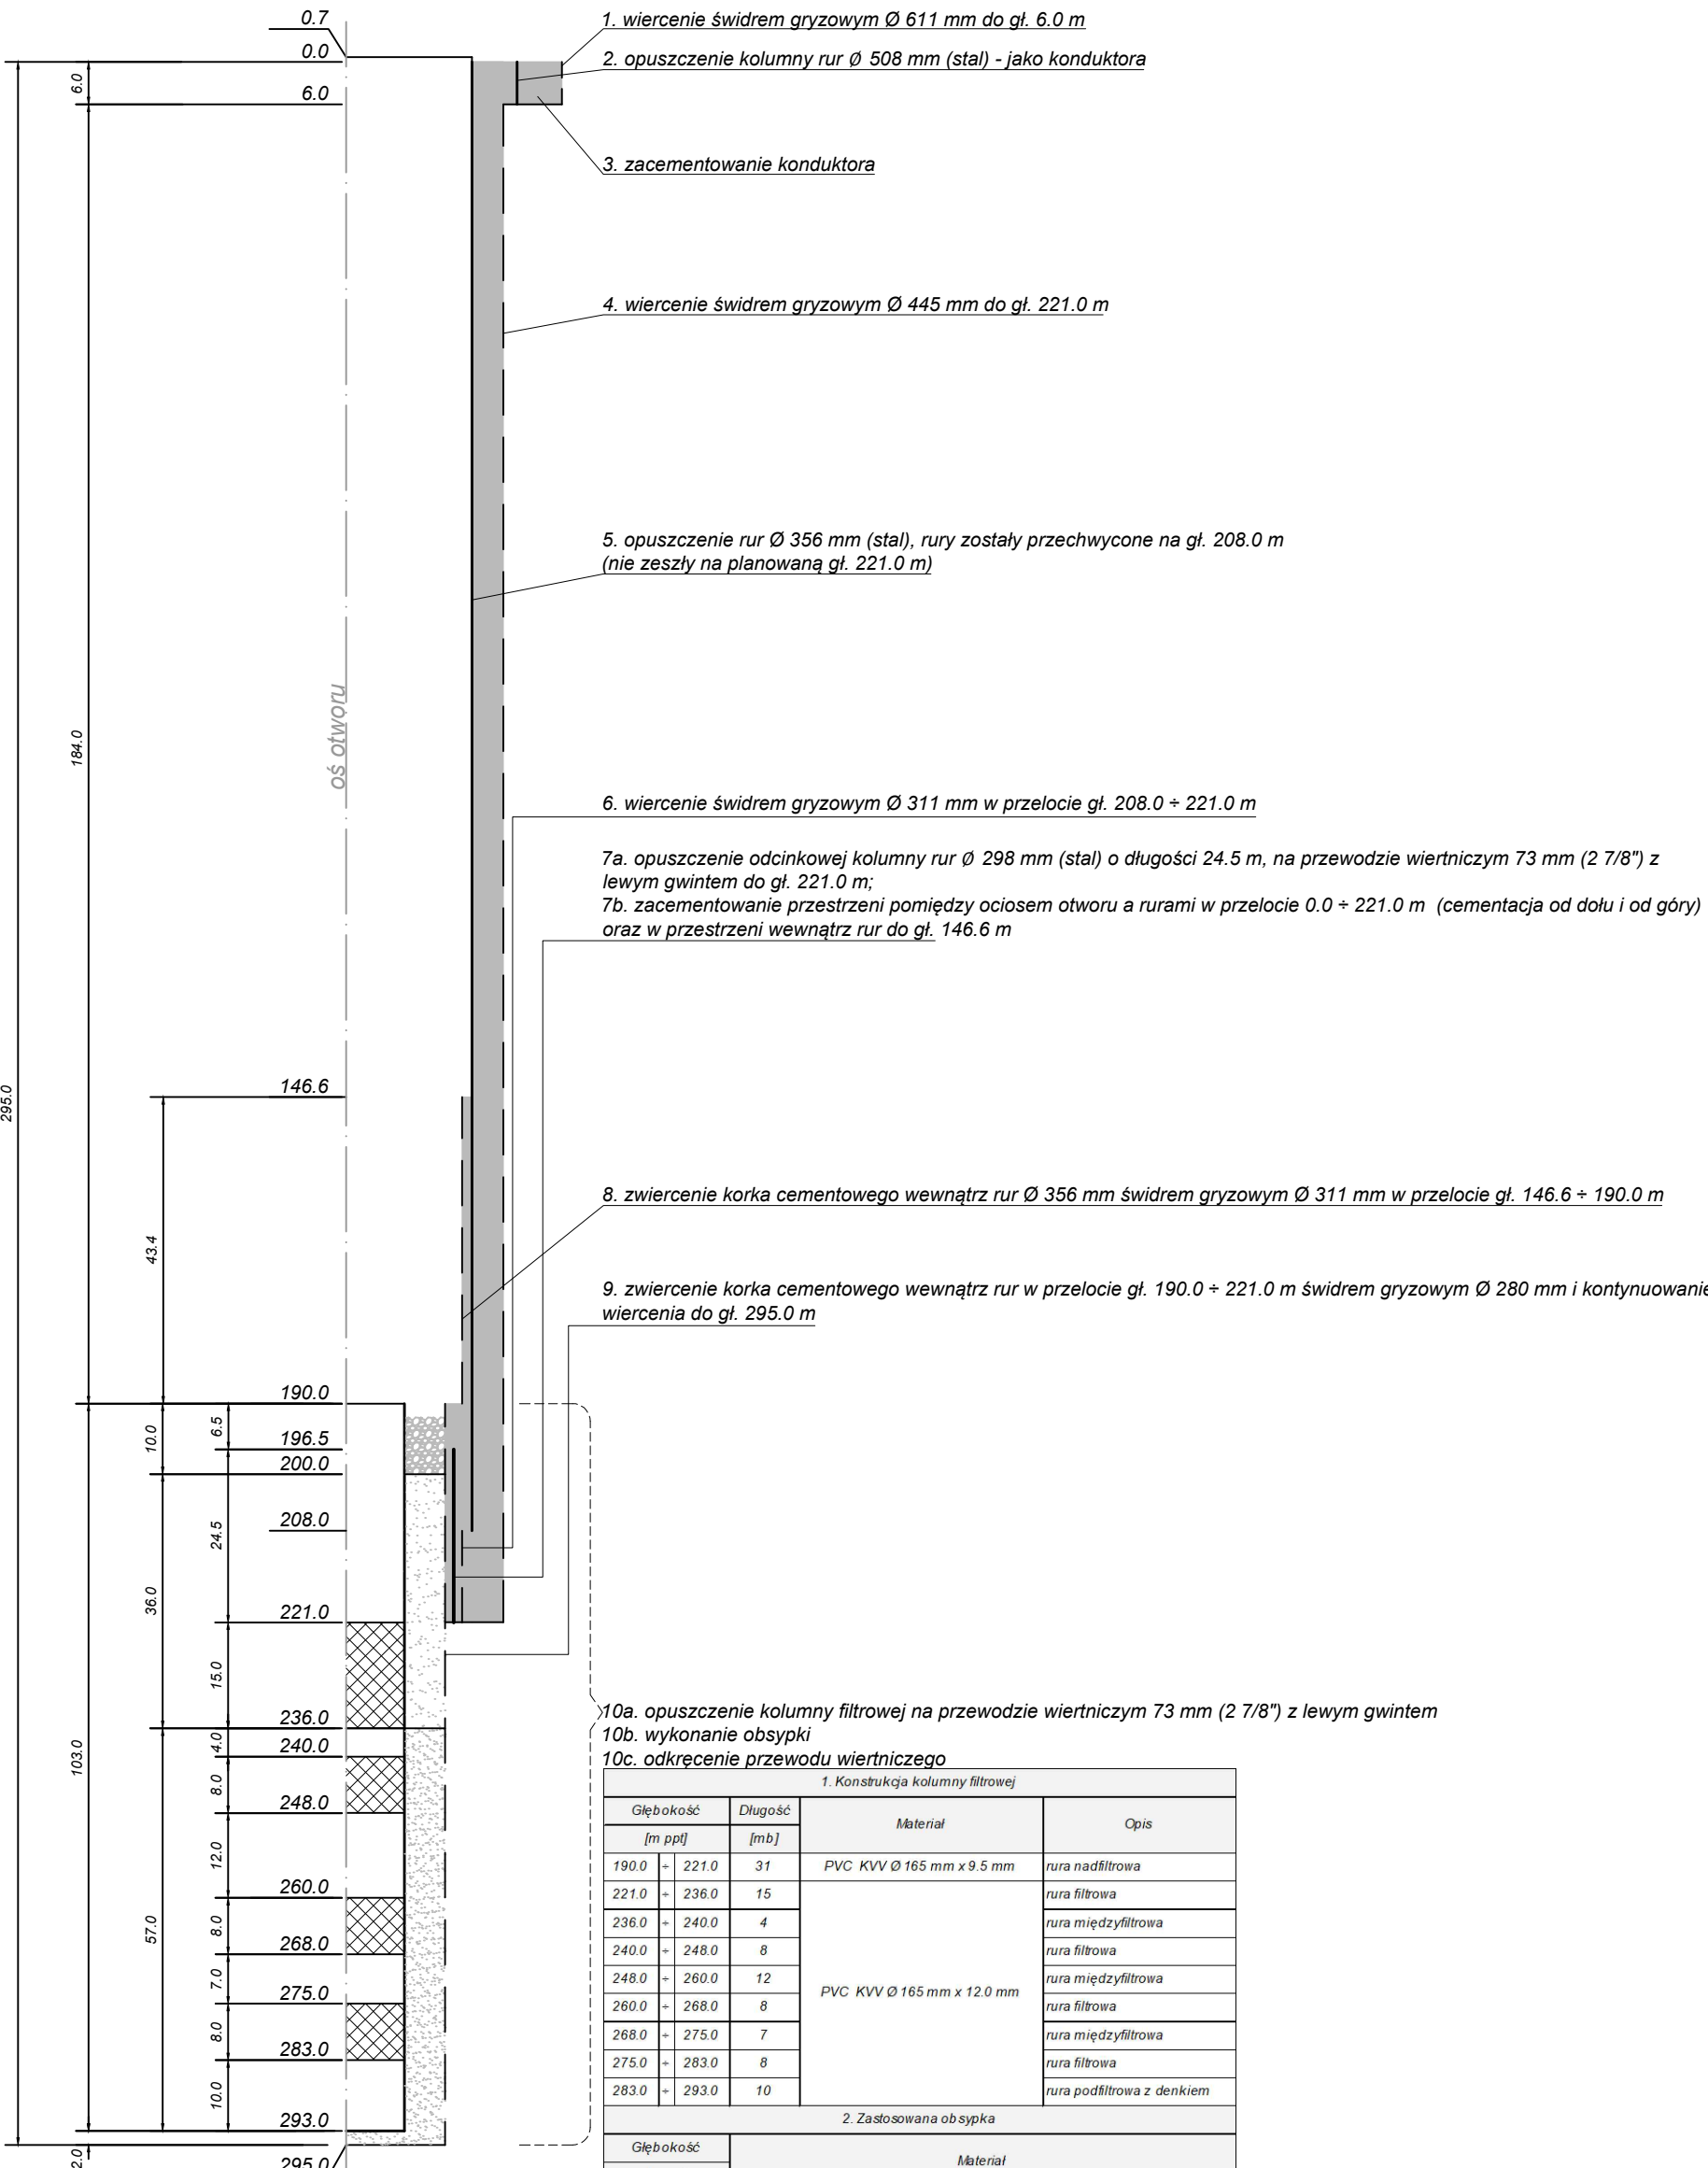 0.7
0.0
6.0
6.0
1. wiercenie świdrem gryzowym Ø 611 mm do gł. 6.0 m
2. opuszczenie kolumny rur Ø 508 mm (stal) - jako konduktora
3. zacementowanie konduktora
4. wiercenie świdrem gryzowym Ø 445 mm do gł. 221.0 m
5. opuszczenie rur Ø 356 mm (stal), rury zostały przechwycone na gł. 208.0 m
(nie zeszły na planowaną gł. 221.0 m)
oś otworu
184.0
6. wiercenie świdrem gryzowym Ø 311 mm w przelocie gł. 208.0 ÷ 221.0 m
7a. opuszczenie odcinkowej kolumny rur Ø 298 mm (stal) o długości 24.5 m, na przewodzie wiertniczym 73 mm (2 7/8") z
lewym gwintem do gł. 221.0 m;
7b. zacementowanie przestrzeni pomiędzy ociosem otworu a rurami w przelocie 0.0 ÷ 221.0 m (cementacja od dołu i od góry)
oraz w przestrzeni wewnątrz rur do gł. 146.6 m
295.0
146.6
43.4
8. zwiercenie korka cementowego wewnątrz rur Ø 356 mm świdrem gryzowym Ø 311 mm w przelocie gł. 146.6 ÷ 190.0 m
9. zwiercenie korka cementowego wewnątrz rur w przelocie gł. 190.0 ÷ 221.0 m świdrem gryzowym Ø 280 mm i kontynuowanie
wiercenia do gł. 295.0 m
190.0
10.0
6.5
196.5
200.0
208.0
24.5
36.0
221.0
15.0
236.0
4.0
240.0
103.0
8.0
248.0
12.0
260.0
57.0
8.0
268.0
7.0
275.0
8.0
283.0
10.0
293.0
2.0
295.0
10a. opuszczenie kolumny filtrowej na przewodzie wiertniczym 73 mm (2 7/8") z lewym gwintem
10b. wykonanie obsypki
10c. odkręcenie przewodu wiertniczego
1. Konstrukcja kolumny filtrowej
Głębokość Długość Materiał Opis
[m ppt] [mb]
190.0 ÷ 221.0 31 PVC KVV Ø 165 mm x 9.5 mm rura nadfiltrowa
221.0 ÷ 236.0 15 rura filtrowa
236.0 ÷ 240.0 4 rura międzyfiltrowa
240.0 ÷ 248.0 8 rura filtrowa
248.0 ÷ 260.0 12 rura międzyfiltrowa
PVC KVV Ø 165 mm x 12.0 mm
260.0 ÷ 268.0 8 rura filtrowa
268.0 ÷ 275.0 7 rura międzyfiltrowa
275.0 ÷ 283.0 8 rura filtrowa
283.0 ÷ 293.0 10 rura podfiltrowa z denkiem
2. Zastosowana obsypka
Głębokość
Materiał